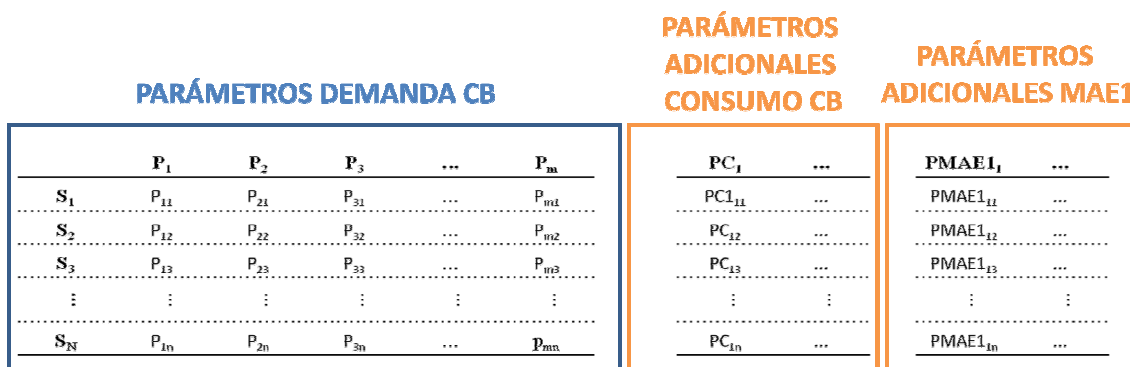 PARÁMETROS DEMANDA CB
PARÁMETROS
ADICIONALES
CONSUMO CB
PARÁMETROS
ADICIONALES MAE1
P₁ P₂ P₃ ... Pₘ PC₁ ... PMAE1₁ ...
S₁ P₁₁ P₂₁ P₃₁ ... Pₘ₁ PC1₁₁ ... PMAE1₁₁ ...
S₂ P₁₂ P₂₂ P₃₂ ... Pₘ₂ PC₁₂ ... PMAE1₁₂ ...
S₃ P₁₃ P₂₃ P₃₃ ... Pₘ₃ PC₁₃ ... PMAE1₁₃ ...
⋮ ⋮ ⋮ ⋮ ⋮ ⋮ ⋮ ⋮ ⋮ ⋮
S_N P₁ₙ P₂ₙ P₃ₙ ... pₘₙ PC₁ₙ ... PMAE1₁ₙ ...